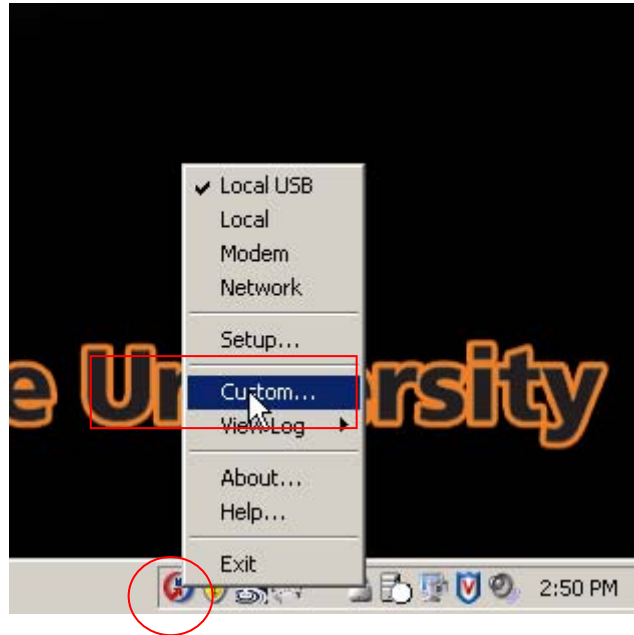 Local USB
Local
Modem
Network
Setup...
e University
Custom...
View Log
About...
Help...
Exit
2:50 PM